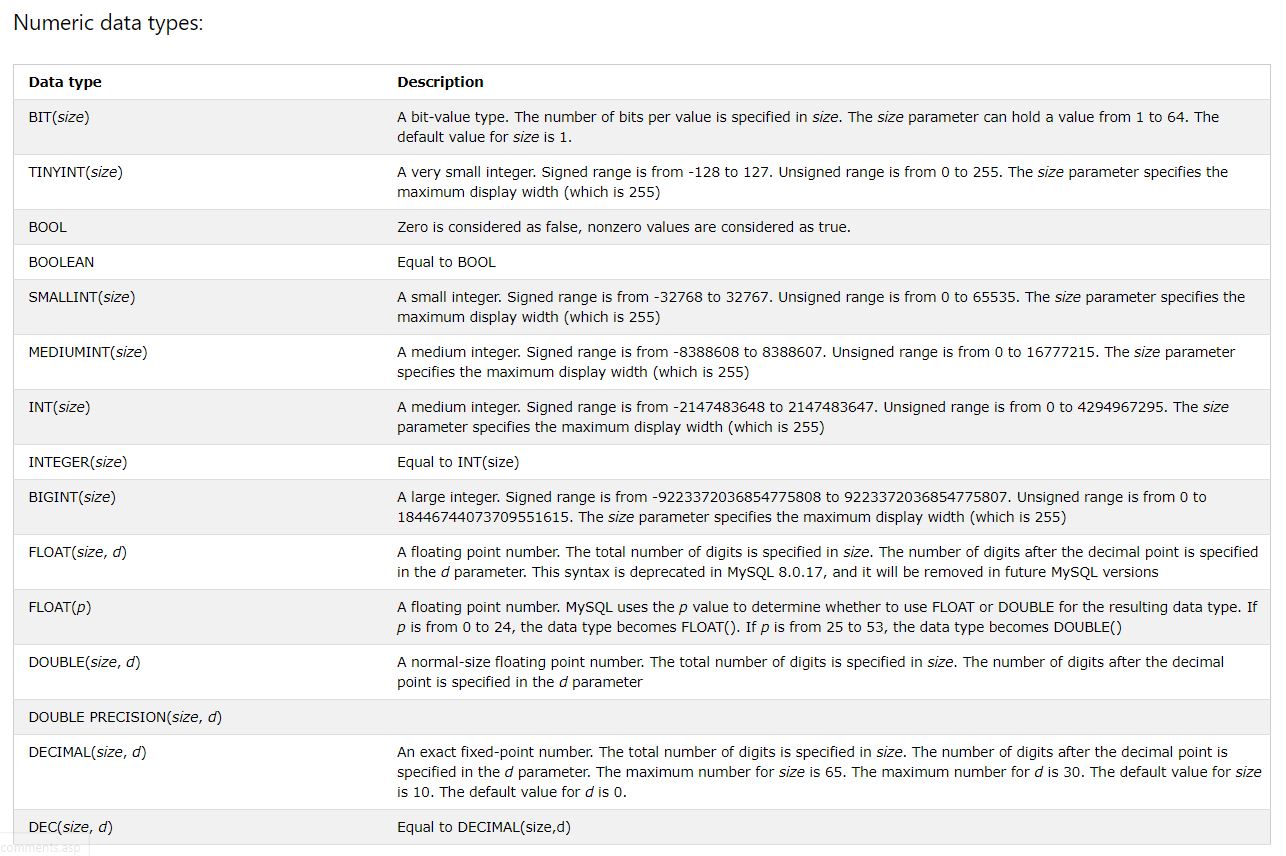 Numeric data types:
Data type Description
BIT(size) A bit-value type. The number of bits per value is specified in size. The size parameter can hold a value from 1 to 64. The
default value for size is 1.
TINYINT(size) A very small integer. Signed range is from -128 to 127. Unsigned range is from 0 to 255. The size parameter specifies the
maximum display width (which is 255)
BOOL Zero is considered as false, nonzero values are considered as true.
BOOLEAN Equal to BOOL
SMALLINT(size) A small integer. Signed range is from -32768 to 32767. Unsigned range is from 0 to 65535. The size parameter specifies the
maximum display width (which is 255)
MEDIUMINT(size) A medium integer. Signed range is from -8388608 to 8388607. Unsigned range is from 0 to 16777215. The size parameter
specifies the maximum display width (which is 255)
INT(size) A medium integer. Signed range is from -2147483648 to 2147483647. Unsigned range is from 0 to 4294967295. The size
parameter specifies the maximum display width (which is 255)
INTEGER(size) Equal to INT(size)
BIGINT(size) A large integer. Signed range is from -9223372036854775808 to 9223372036854775807. Unsigned range is from 0 to
18446744073709551615. The size parameter specifies the maximum display width (which is 255)
FLOAT(size, d) A floating point number. The total number of digits is specified in size. The number of digits after the decimal point is specified
in the d parameter. This syntax is deprecated in MySQL 8.0.17, and it will be removed in future MySQL versions
FLOAT(p) A floating point number. MySQL uses the p value to determine whether to use FLOAT or DOUBLE for the resulting data type. If
p is from 0 to 24, the data type becomes FLOAT(). If p is from 25 to 53, the data type becomes DOUBLE()
DOUBLE(size, d) A normal-size floating point number. The total number of digits is specified in size. The number of digits after the decimal
point is specified in the d parameter
DOUBLE PRECISION(size, d)
DECIMAL(size, d) An exact fixed-point number. The total number of digits is specified in size. The number of digits after the decimal point is
specified in the d parameter. The maximum number for size is 65. The maximum number for d is 30. The default value for size
is 10. The default value for d is 0.
DEC(size, d) Equal to DECIMAL(size,d)
comments.asp